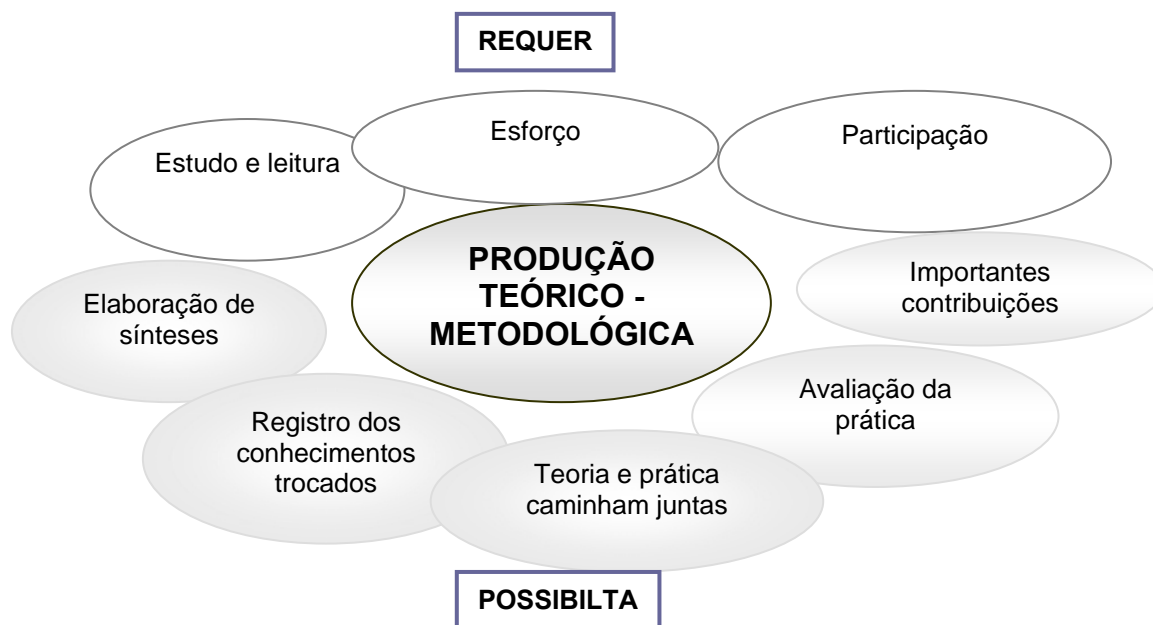 REQUER
Estudo e leitura
Esforço
Participação
PRODUÇÃO
TEÓRICO -
METODOLÓGICA
Importantes
contribuições
Elaboração de
sínteses
Avaliação da
prática
Registro dos
conhecimentos
trocados
Teoria e prática
caminham juntas
POSSIBILTA